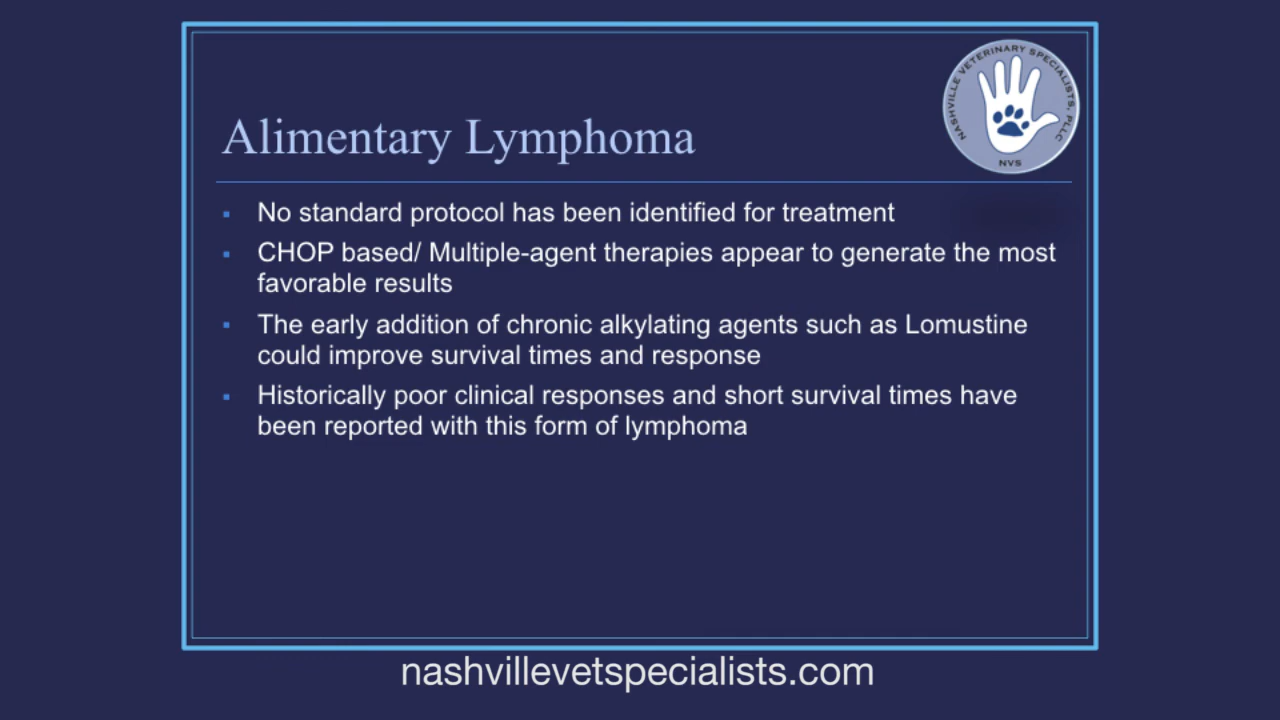 NASHVILLE VETERINARY SPECIALISTS, PLLC
NVS
Alimentary Lymphoma
▪ No standard protocol has been identified for treatment
▪ CHOP based/ Multiple-agent therapies appear to generate the most
favorable results
▪ The early addition of chronic alkylating agents such as Lomustine
could improve survival times and response
▪ Historically poor clinical responses and short survival times have
been reported with this form of lymphoma
nashvillevetspecialists.com